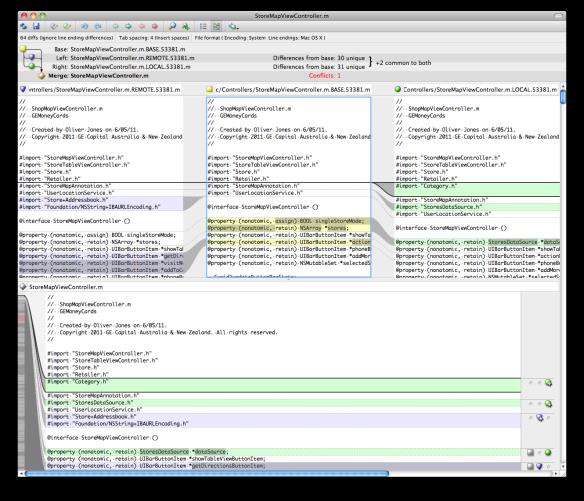 StoreMapViewController.m
64 diffs (Ignore line ending differences)  Tab spacing: 4 (Insert spaces)  File format ( Encoding: System  Line endings: Mac OS X )
Base: StoreMapViewController.m.BASE.53381.m
Left: StoreMapViewController.m.REMOTE.53381.m  Differences from base: 30 unique
Right: StoreMapViewController.m.LOCAL.53381.m  Differences from base: 31 unique
+2 common to both
Merge: StoreMapViewController.m  Conflicts: 1
ntrollers/StoreMapViewController.m.REMOTE.53381.m
//
// ShopMapViewController.m
// GEMoneyCards
//
// Created by Oliver Jones on 6/05/11.
// Copyright 2011 GE Capital Australia & New Zealand
//
#import "StoreMapViewController.h"
#import "StoreTableViewController.h"
#import "Store.h"
#import "Retailer.h"
#import "StoreMapAnnotation.h"
#import "UserLocationService.h"
#import "Store+Addressbook.h"
#import "Foundation/NSString+IBAURLEncoding.h"
@interface StoreMapViewController ()
@property (nonatomic, assign) BOOL singleStoreMode;
@property (nonatomic, retain) NSArray *stores;
@property (nonatomic, retain) UIBarButtonItem *showTal
@property (nonatomic, retain) UIBarButtonItem *getDir
@property (nonatomic, retain) UIBarButtonItem *visitW
@property (nonatomic, retain) UIBarButtonItem *addToC
c/Controllers/StoreMapViewController.m.BASE.53381.m
//
// ShopMapViewController.m
// GEMoneyCards
//
// Created by Oliver Jones on 6/05/11.
// Copyright 2011 GE Capital Australia & New Zealand
//
#import "StoreMapViewController.h"
#import "StoreTableViewController.h"
#import "Store.h"
#import "Retailer.h"
#import "StoreMapAnnotation.h"
#import "UserLocationService.h"
@interface StoreMapViewController ()
@property (nonatomic, assign) BOOL singleStoreMode;
@property (nonatomic, retain) NSArray *stores;
@property (nonatomic, retain) UIBarButtonItem *showTa
@property (nonatomic, retain) UIBarButtonItem *action
@property (nonatomic, retain) UIBarButtonItem *phoneB
@property (nonatomic, retain) UIBarButtonItem *addMor
@property (nonatomic, retain) NSMutableSet *selectedS
Controllers/StoreMapViewController.m.LOCAL.53381.m
//
// ShopMapViewController.m
// GEMoneyCards
//
// Created by Oliver Jones on 6/05/11.
// Copyright 2011 GE Capital Australia & New Zealand
//
#import "StoreMapViewController.h"
#import "StoreTableViewController.h"
#import "Store.h"
#import "Retailer.h"
#import "Category.h"
#import "StoreMapAnnotation.h"
#import "StoresDataSource.h"
#import "UserLocationService.h"
@interface StoreMapViewController ()
@property (nonatomic, retain) StoresDataSource *dataS
@property (nonatomic, retain) UIBarButtonItem *showTa
@property (nonatomic, retain) UIBarButtonItem *action
@property (nonatomic, retain) UIBarButtonItem *phoneB
@property (nonatomic, retain) UIBarButtonItem *addMor
StoreMapViewController.m
//
// ShopMapViewController.m
// GEMoneyCards
//
// Created by Oliver Jones on 6/05/11.
// Copyright 2011 GE Capital Australia & New Zealand. All rights reserved.
//
#import "StoreMapViewController.h"
#import "StoreTableViewController.h"
#import "Store.h"
#import "Retailer.h"
#import "Category.h"
#import "StoreMapAnnotation.h"
#import "StoresDataSource.h"
#import "UserLocationService.h"
#import "Store+Addressbook.h"
#import "Foundation/NSString+IBAURLEncoding.h"
@interface StoreMapViewController ()
@property (nonatomic, retain) StoresDataSource *dataSource;
@property (nonatomic, retain) UIBarButtonItem *showTableViewButtonItem;
@property (nonatomic, retain) UIBarButtonItem *getDirectionsButtonItem;